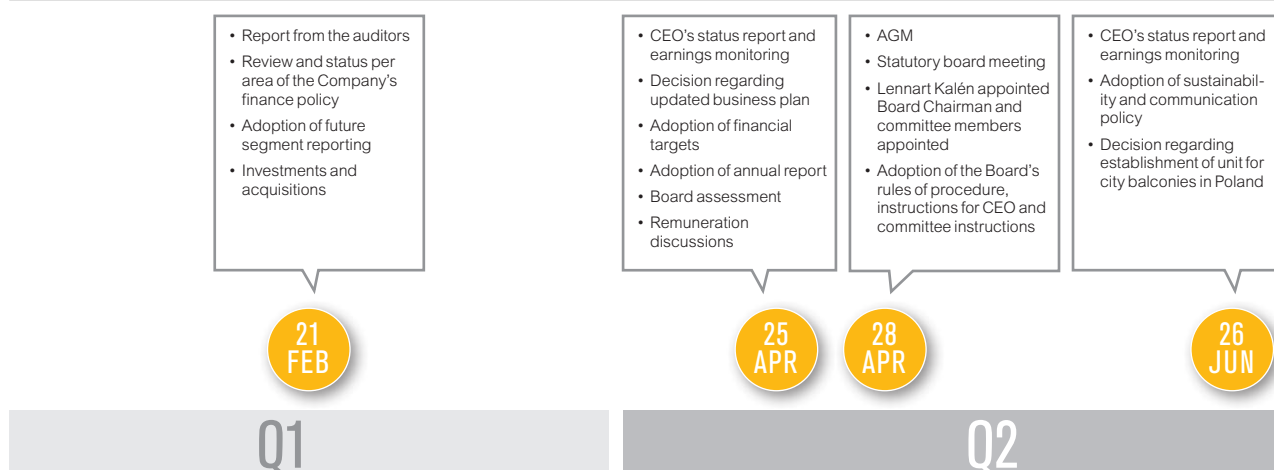 • Report from the auditors
• Review and status per
area of the Company's
finance policy
• Adoption of future
segment reporting
• Investments and
acquisitions
• CEO's status report and
earnings monitoring
• Decision regarding
updated business plan
• Adoption of financial
targets
• Adoption of annual report
• Board assessment
• Remuneration
discussions
• AGM
• Statutory board meeting
• Lennart Kalén appointed
Board Chairman and
committee members
appointed
• Adoption of the Board's
rules of procedure,
instructions for CEO and
committee instructions
• CEO's status report and
earnings monitoring
• Adoption of sustainabil-
ity and communication
policy
• Decision regarding
establishment of unit for
city balconies in Poland
21
FEB
25
APR
28
APR
26
JUN
Q1
Q2